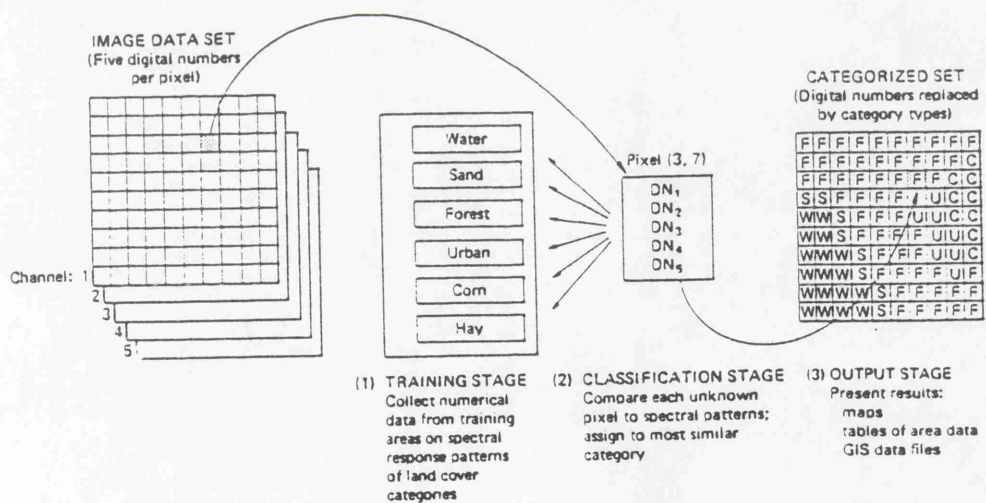 IMAGE DATA SET
(Five digital numbers
per pixel)
Channel: 1
2
3
4
5
Water
Sand
Forest
Urban
Corn
Hay
Pixel (3, 7)
DN1
DN2
DN3
DN4
DN5
CATEGORIZED SET
(Digital numbers replaced
by category types)
F F F F F F F F F F
F F F F F F F F F C
F F F F F F F F C C
S S F F F F U C C
W W S F F F U U C C
W W S F F F F U U C
W W W S F F F U U C
W W W S F F F F U F
W W W W S F F F F F
W W W W S F F F F F
(1) TRAINING STAGE
Collect numerical
data from training
areas on spectral
response patterns
of land cover
categories
(2) CLASSIFICATION STAGE
Compare each unknown
pixel to spectral patterns;
assign to most similar
category
(3) OUTPUT STAGE
Present results:
maps
tables of area data
GIS data files